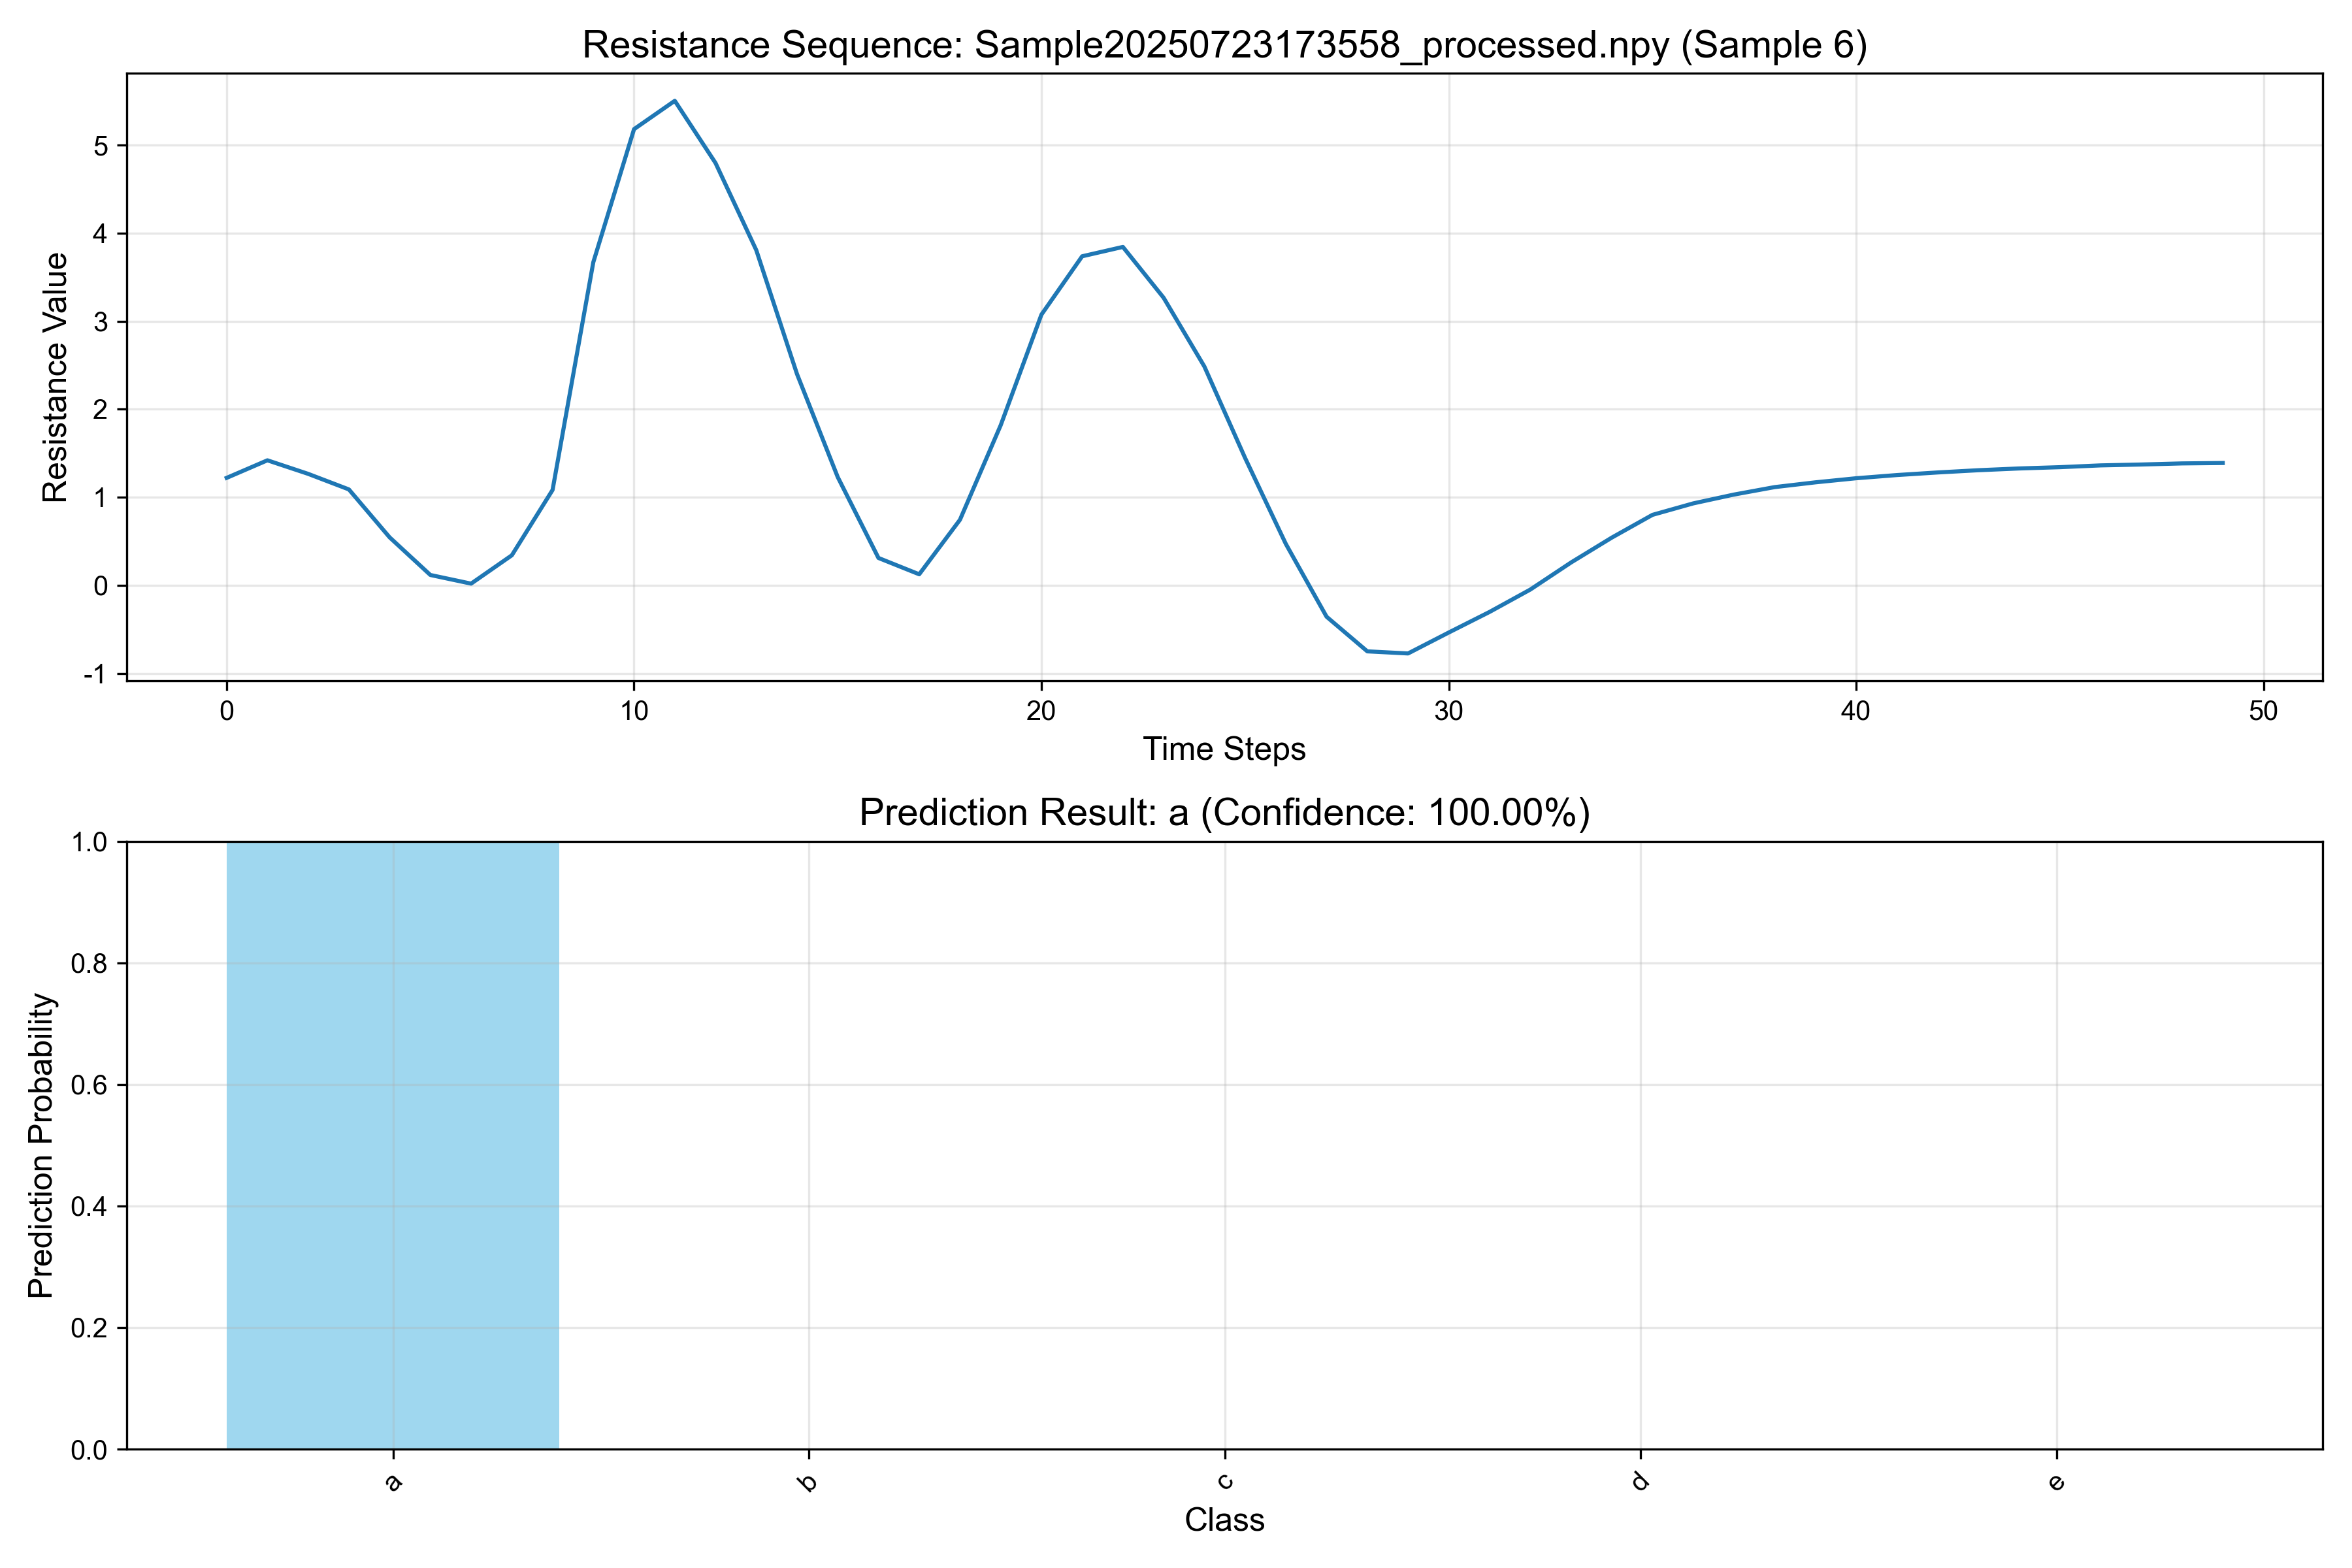 Resistance Sequence: Sample20250723173558_processed.npy (Sample 6)
Resistance Value
5
4
3
2
1
0
-1
0 10 20 30 40 50
Time Steps
Prediction Result: a (Confidence: 100.00%)
Prediction Probability
1.0
0.8
0.6
0.4
0.2
0.0
a b c d e
Class